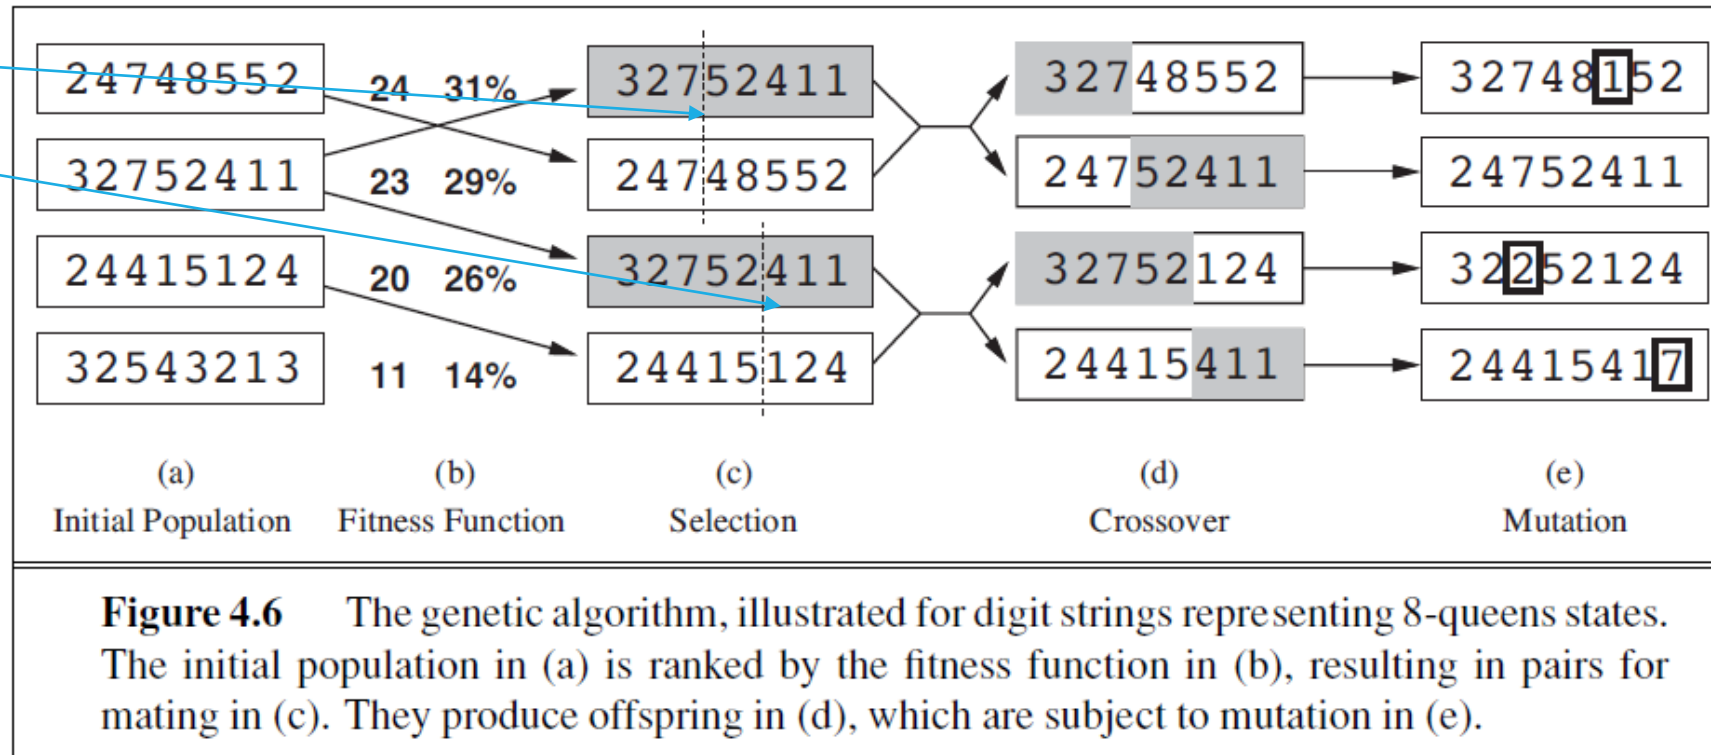 24748552 24 31% 32752411 32748552 32748152
32752411 23 29% 24748552 24752411 24752411
24415124 20 26% 32752411 32752124 32252124
32543213 11 14% 24415124 24415411 24415417
(a) (b) (c) (d) (e)
Initial Population Fitness Function Selection Crossover Mutation
Figure 4.6 The genetic algorithm, illustrated for digit strings representing 8-queens states.
The initial population in (a) is ranked by the fitness function in (b), resulting in pairs for
mating in (c). They produce offspring in (d), which are subject to mutation in (e).